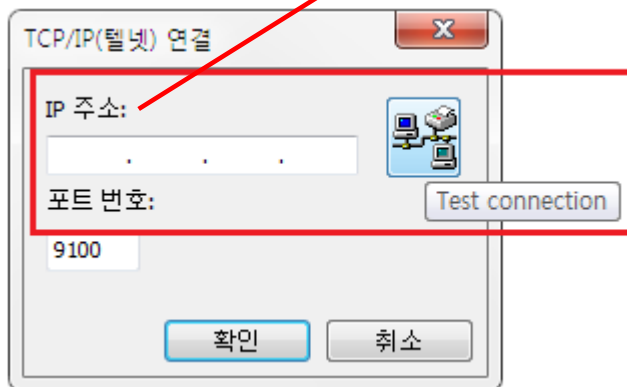 TCP/IP(텔넷) 연결
IP 주소:
. . .
포트 번호:
Test connection
9100
확인
취소